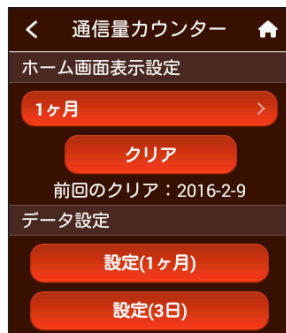 通信量カウンター
ホーム画面表示設定
1ヶ月
クリア
前回のクリア：2016-2-9
データ設定
設定(1ヶ月)
設定(3日)